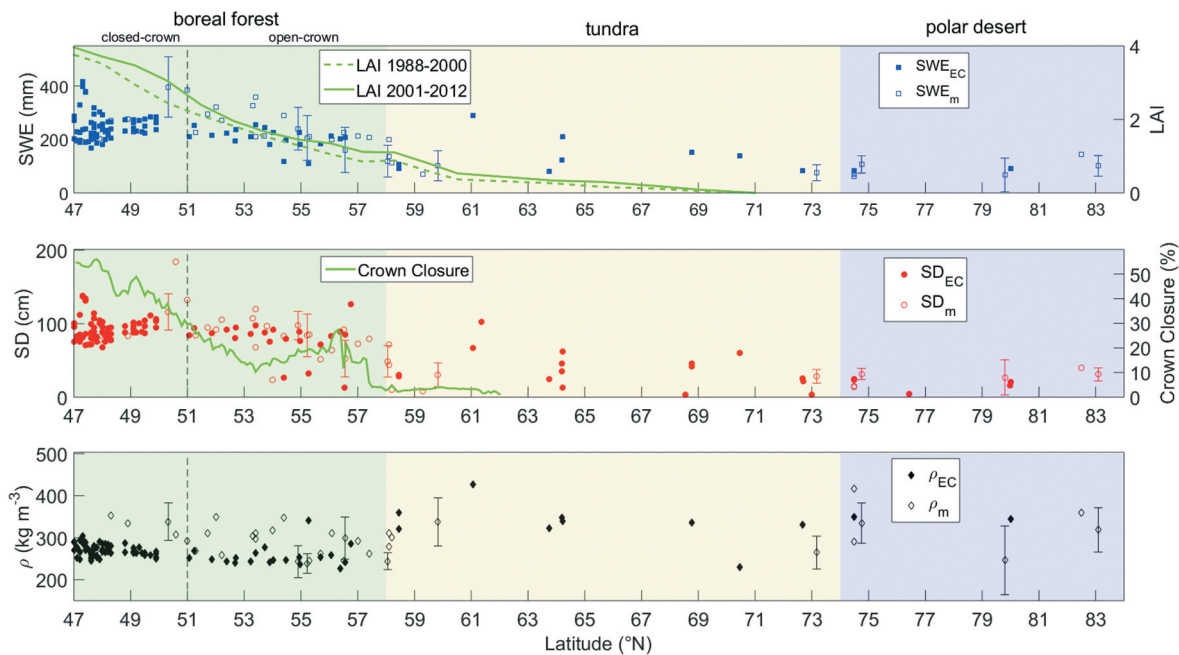 boreal forest
closed-crown open-crown
tundra
polar desert
LAI 1988-2000
LAI 2001-2012
SWE_EC
SWE_m
SWE (mm)
400
200
0
4
2
0
LAI
47 49 51 53 55 57 59 61 63 65 67 69 71 73 75 77 79 81 83
Crown Closure
SD_EC
SD_m
SD (cm)
200
100
0
50
40
30
20
10
0
Crown Closure (%)
47 49 51 53 55 57 59 61 63 65 67 69 71 73 75 77 79 81 83
ρ_EC
ρ_m
ρ (kg m⁻³)
500
400
300
200
47 49 51 53 55 57 59 61 63 65 67 69 71 73 75 77 79 81 83
Latitude (°N)